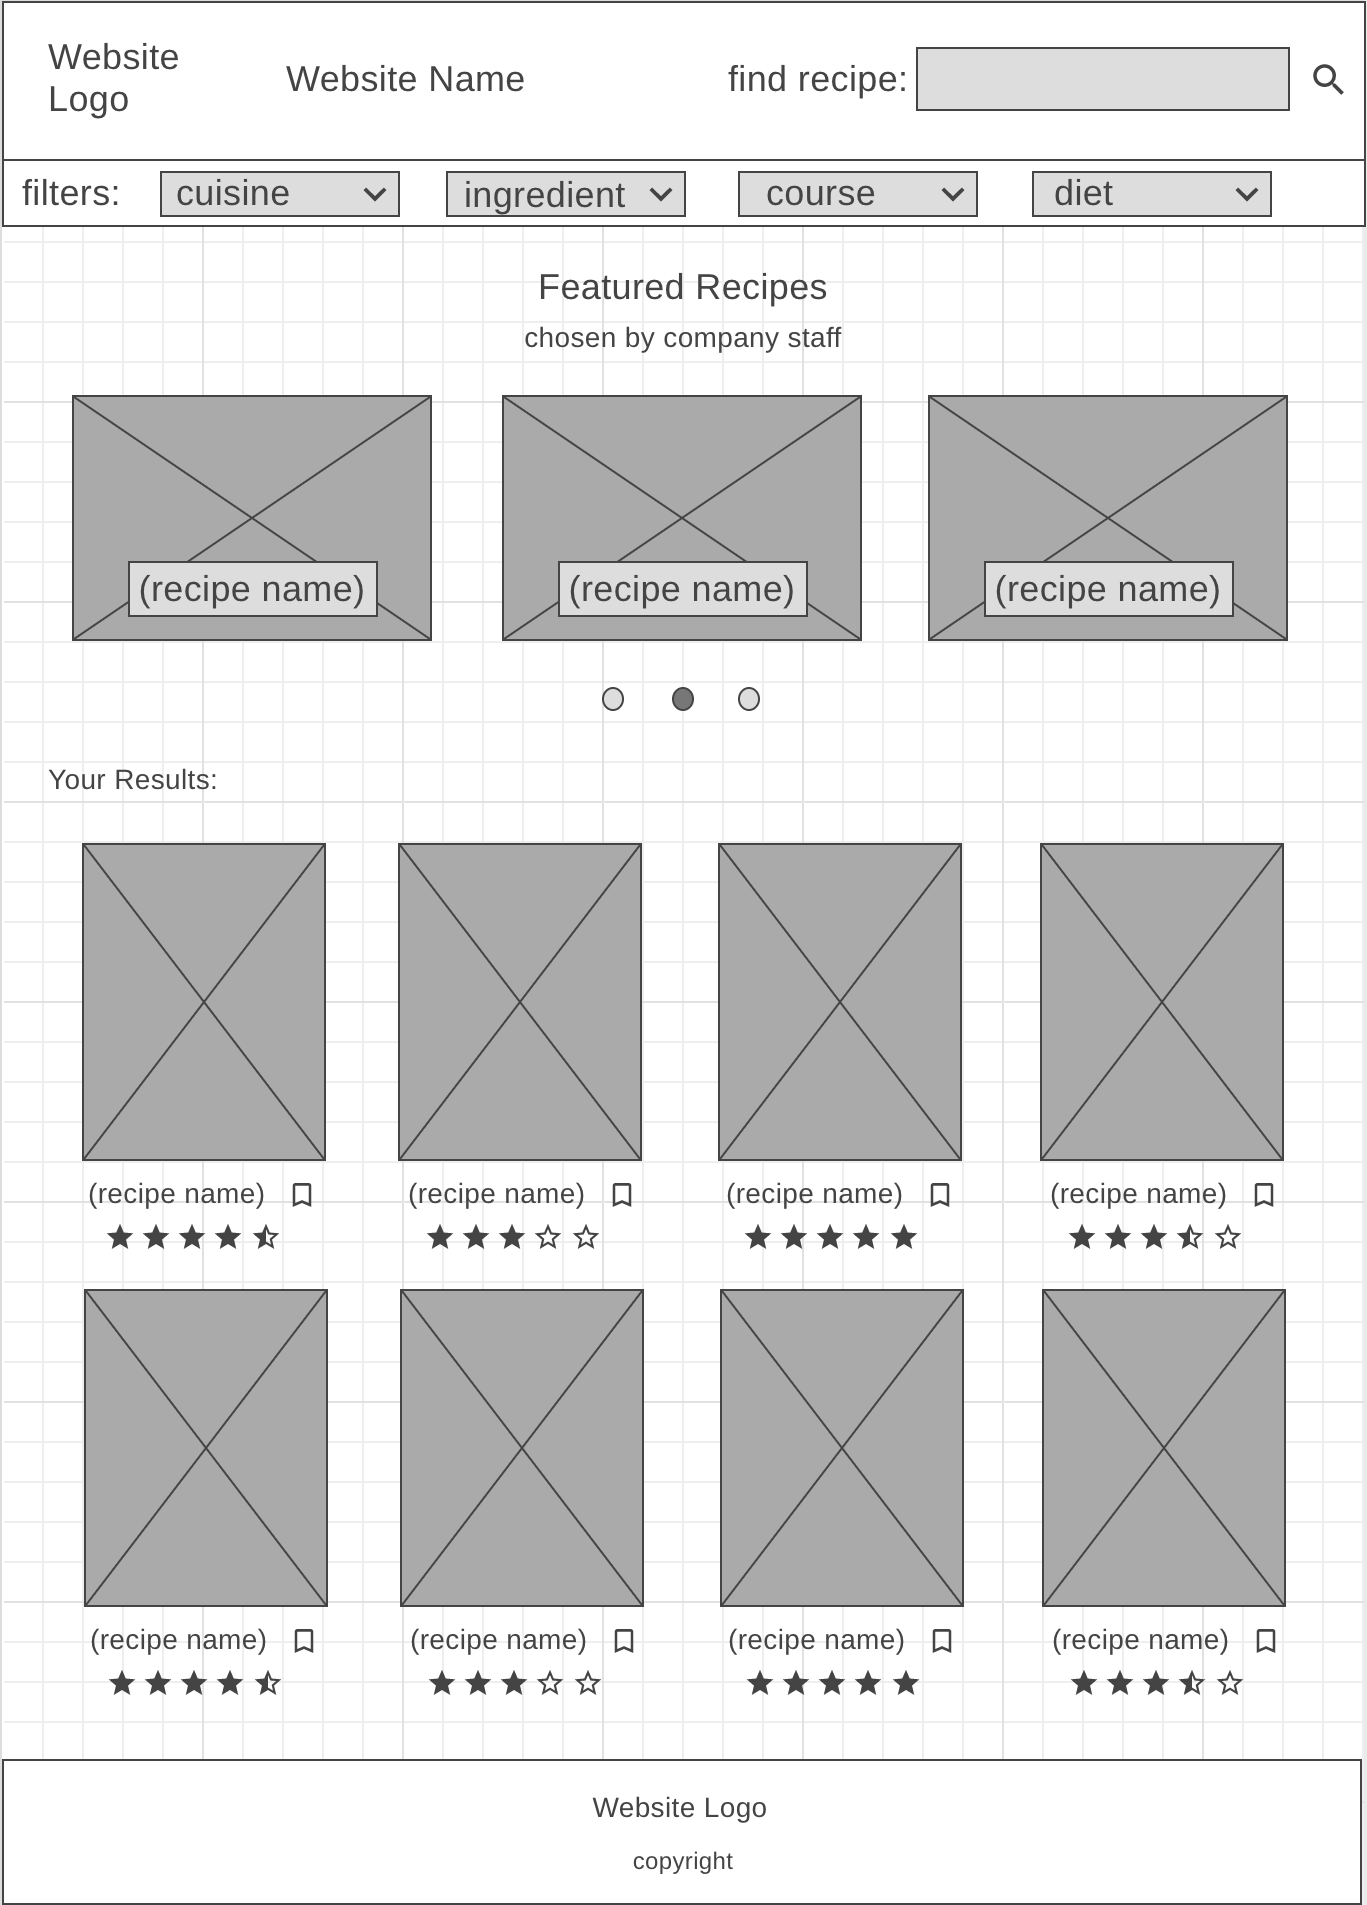 Website
Logo
Website Name
find recipe:
filters:
cuisine
ingredient
course
diet
Featured Recipes
chosen by company staff
(recipe name)
(recipe name)
(recipe name)
Your Results:
(recipe name)
(recipe name)
(recipe name)
(recipe name)
(recipe name)
(recipe name)
(recipe name)
(recipe name)
Website Logo
copyright